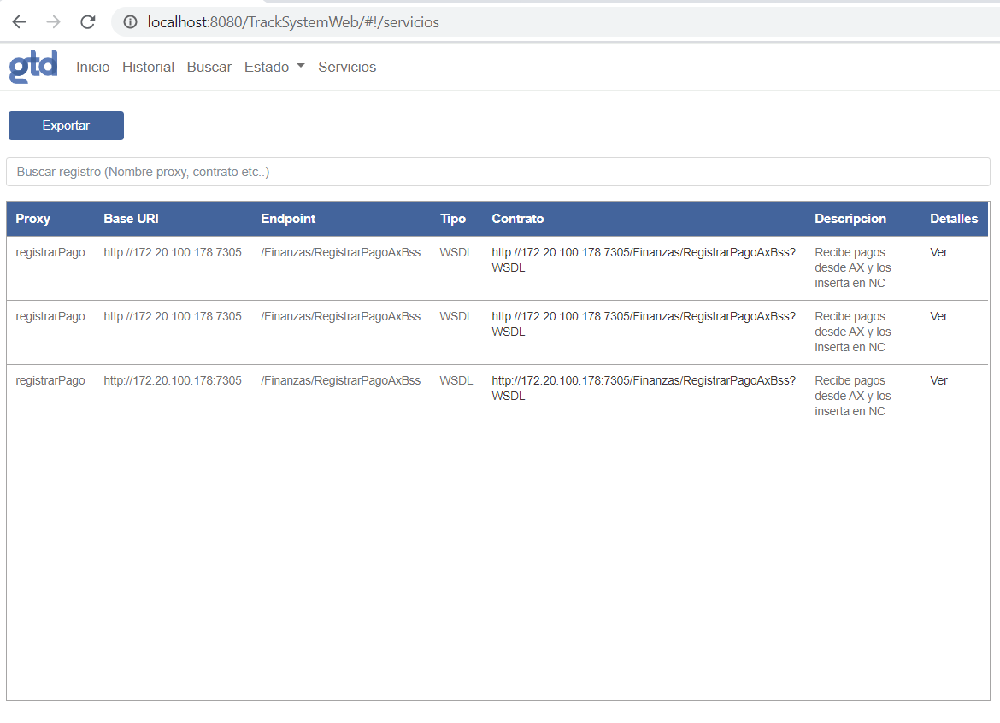 localhost:8080/TrackSystemWeb/#!/servicios
gtd Inicio Historial Buscar Estado Servicios
Exportar
Buscar registro (Nombre proxy, contrato etc..)
Proxy Base URI Endpoint Tipo Contrato Descripcion Detalles
registrarPago http://172.20.100.178:7305 /Finanzas/RegistrarPagoAxBss WSDL http://172.20.100.178:7305/Finanzas/RegistrarPagoAxBss? Recibe pagos Ver
WSDL desde AX y los
inserta en NC
registrarPago http://172.20.100.178:7305 /Finanzas/RegistrarPagoAxBss WSDL http://172.20.100.178:7305/Finanzas/RegistrarPagoAxBss? Recibe pagos Ver
WSDL desde AX y los
inserta en NC
registrarPago http://172.20.100.178:7305 /Finanzas/RegistrarPagoAxBss WSDL http://172.20.100.178:7305/Finanzas/RegistrarPagoAxBss? Recibe pagos Ver
WSDL desde AX y los
inserta en NC